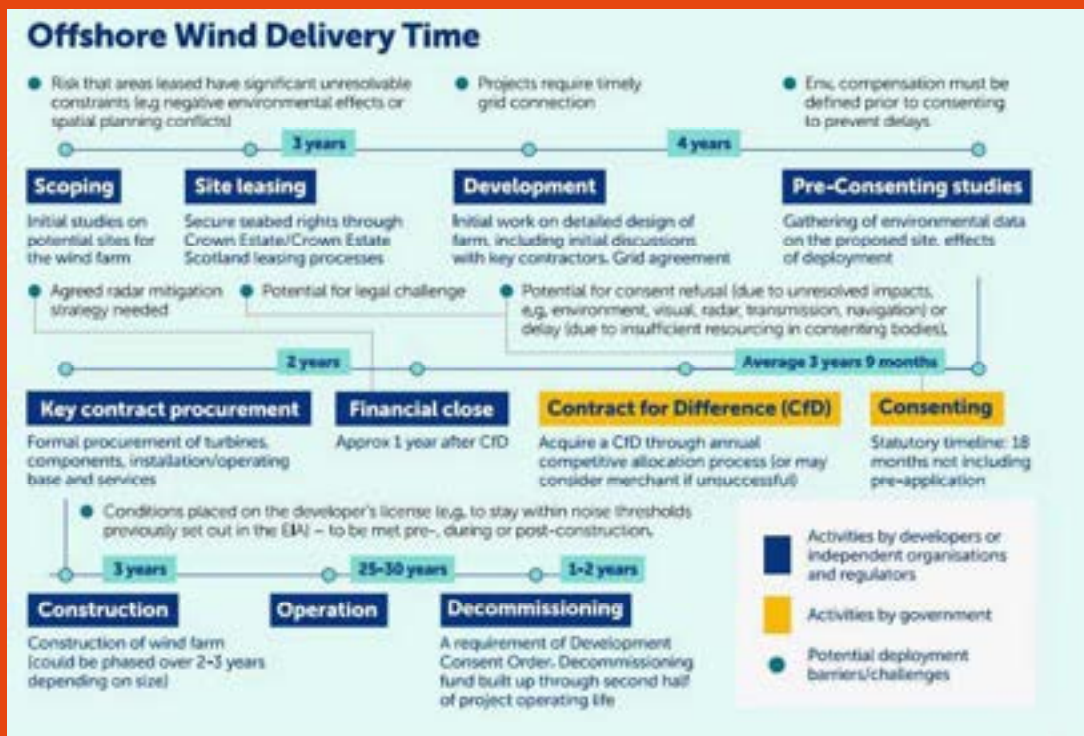 Offshore Wind Delivery Time
Risk that areas leased have significant unresolvable
constraints (e.g negative environmental effects or
spatial planning conflicts)
Projects require timely
grid connection
Env. compensation must be
defined prior to consenting
to prevent delays
3 years
4 years
Scoping
Initial studies on
potential sites for
the wind farm
Site leasing
Secure seabed rights through
Crown Estate/Crown Estate
Scotland leasing processes
Development
Initial work on detailed design of
farm, including initial discussions
with key contractors. Grid agreement
Pre-Consenting studies
Gathering of environmental data
on the proposed site, effects
of deployment
Agreed radar mitigation
strategy needed
Potential for legal challenge
Potential for consent refusal (due to unresolved impacts,
e.g, environment, visual, radar, transmission, navigation) or
delay (due to insufficient resourcing in consenting bodies).
2 years
Average 3 years 9 months
Key contract procurement
Formal procurement of turbines,
components, installation/operating
base and services
Financial close
Approx 1 year after CfD
Contract for Difference (CfD)
Acquire a CfD through annual
competitive allocation process (or may
consider merchant if unsuccessful)
Consenting
Statutory timeline: 18
months not including
pre-application
Conditions placed on the developer's license (e.g, to stay within noise thresholds
previously set out in the EIA) – to be met pre-, during or post-construction.
3 years
25-30 years
1-2 years
Construction
Construction of wind farm
(could be phased over 2-3 years
depending on size)
Operation
Decommissioning
A requirement of Development
Consent Order. Decommissioning
fund built up through second half
of project operating life
Activities by developers or
independent organisations
and regulators
Activities by government
Potential deployment
barriers/challenges